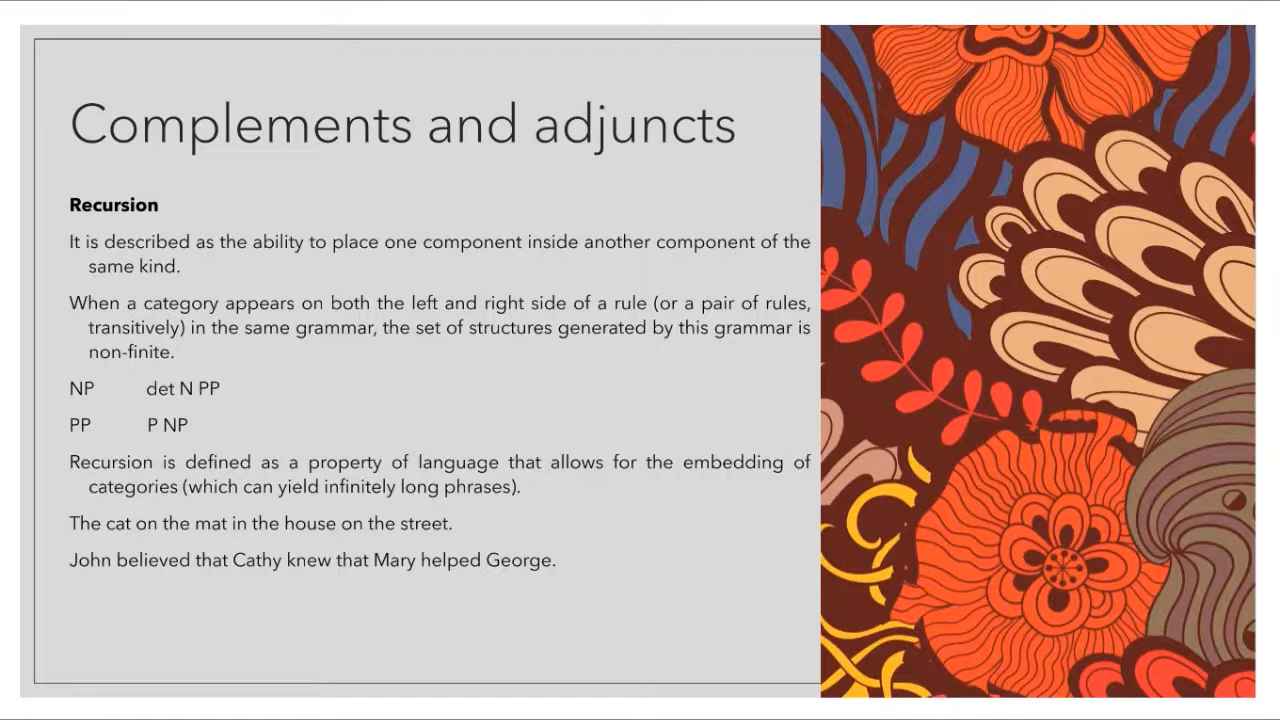 Complements and adjuncts
Recursion
It is described as the ability to place one component inside another component of the
same kind.
When a category appears on both the left and right side of a rule (or a pair of rules,
transitively) in the same grammar, the set of structures generated by this grammar is
non-finite.
NP det N PP
PP P NP
Recursion is defined as a property of language that allows for the embedding of
categories (which can yield infinitely long phrases).
The cat on the mat in the house on the street.
John believed that Cathy knew that Mary helped George.